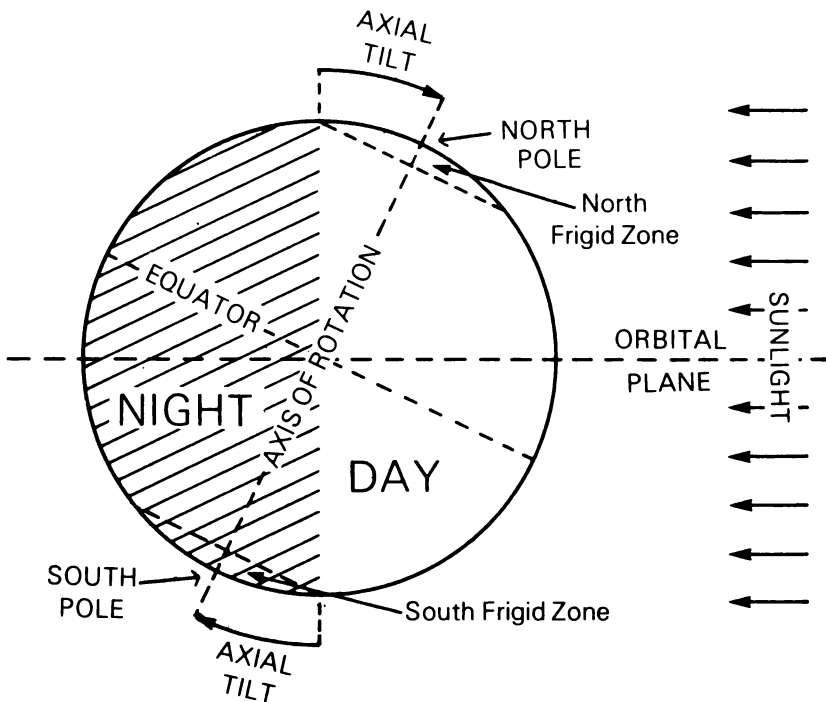 AXIAL
TILT
NORTH
POLE
North
Frigid Zone
EQUATOR
AXIS OF ROTATION
ORBITAL
PLANE
SUNLIGHT
NIGHT
DAY
SOUTH
POLE
South Frigid Zone
AXIAL
TILT